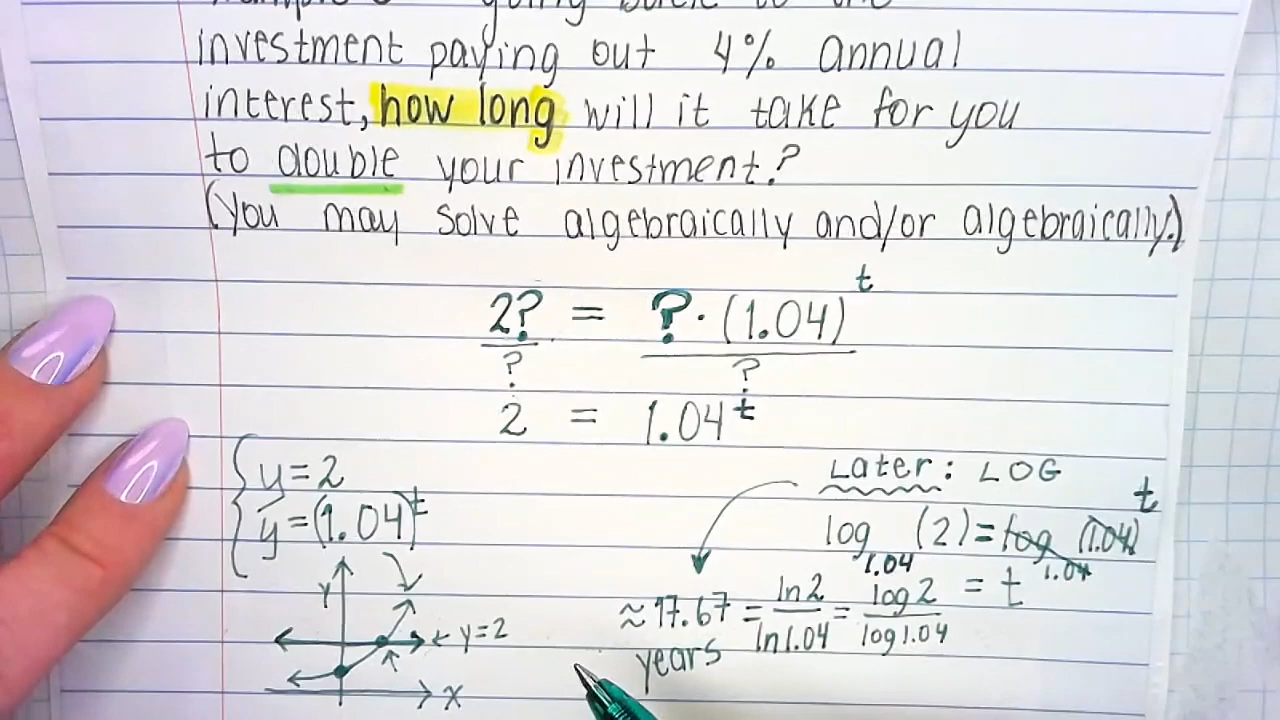 investment paying out 4% annual
interest, how long will it take for you
to double your investment?
(You may solve algebraically and/or algebraically.)
2? = ? · (1.04)^t
? ?
2 = 1.04^t
y = 2
y = (1.04)^t
Later: LOG
log_1.04 (2) = log_1.04 (1.04)^t
≈ 17.67 = ln2/ln1.04 = log2/log1.04 = t
years
Y
← y=2
X